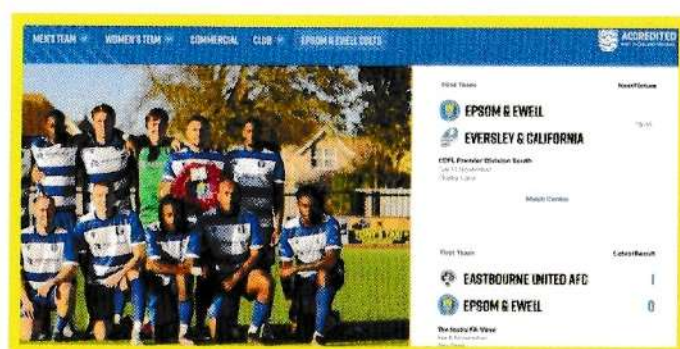 MEN'S TEAM WOMEN'S TEAM COMMERCIAL CLUB EPSOM & EWELL COLTS
ACCREDITED
First Team Next Fixture
EPSOM & EWELL
EVERSLEY & CALIFORNIA
CCFL Premier Division South
Match Centre
First Team Latest Result
EASTBOURNE UNITED AFC 1
EPSOM & EWELL 0
The Isuzu FA Vase